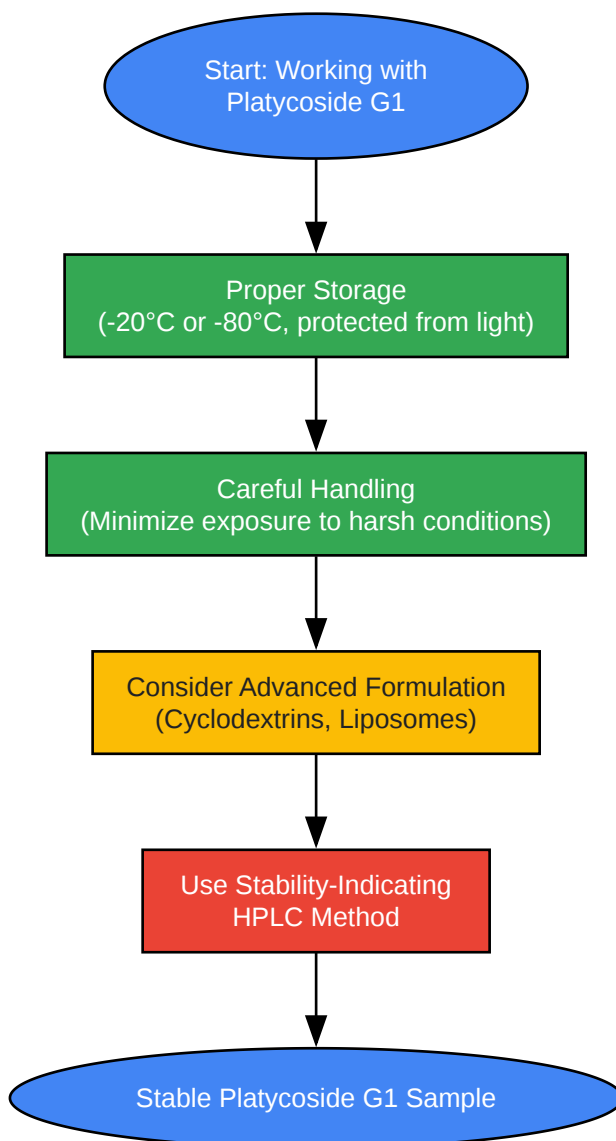 Start: Working with
Platycoside G1
Proper Storage
(-20°C or -80°C, protected from light)
Careful Handling
(Minimize exposure to harsh conditions)
Consider Advanced Formulation
(Cyclodextrins, Liposomes)
Use Stability-Indicating
HPLC Method
Stable Platycoside G1 Sample